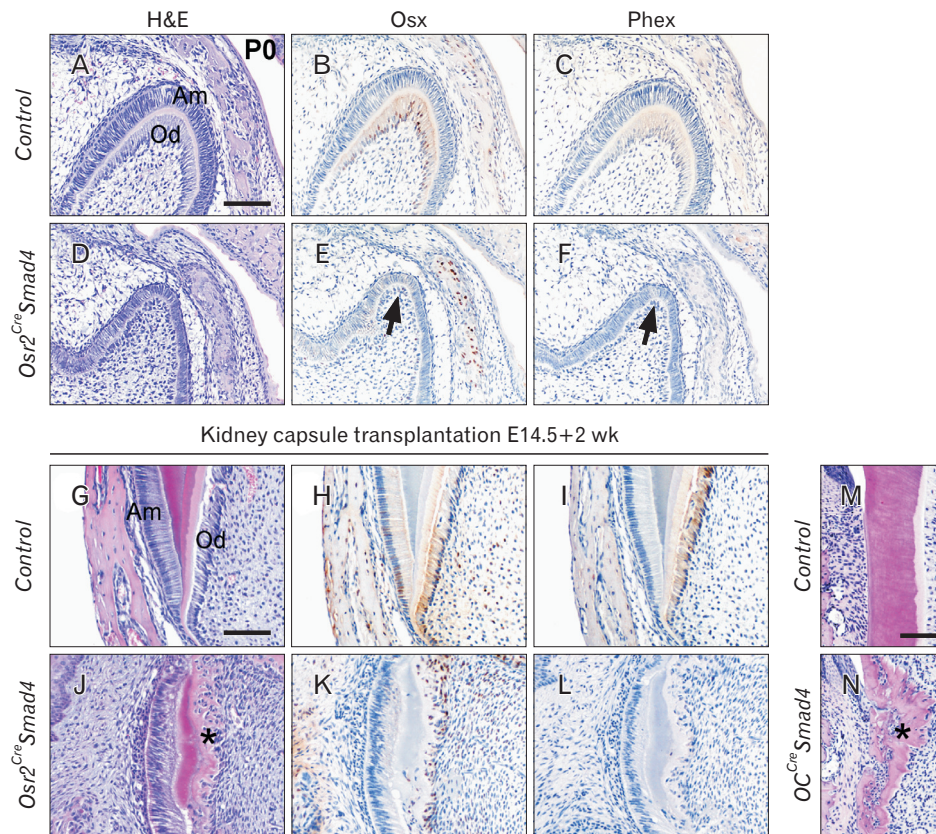 H&E Osx Phex
Control
A P0 Am Od
B
C
Osr2CreSmad4
D
E
F
Kidney capsule transplantation E14.5+2 wk
Control
G Am Od
H
I
Control
M
Osr2CreSmad4
J *
K
L
OCCreSmad4
N *